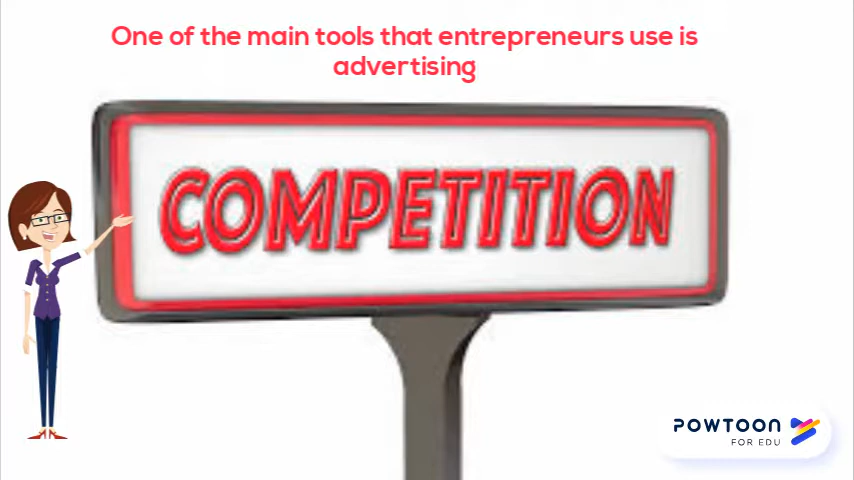 One of the main tools that entrepreneurs use is
advertising
COMPETITION
POWTOON
FOR EDU